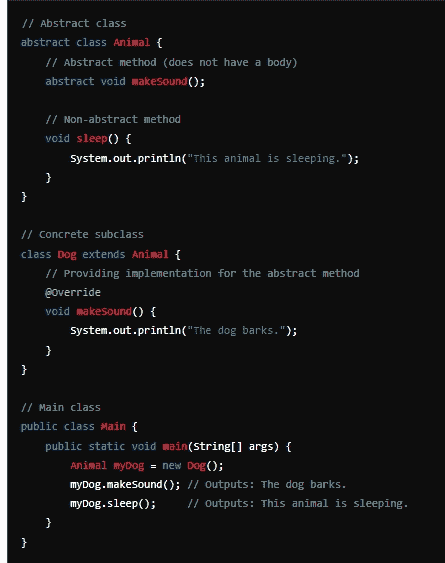 // Abstract class
abstract class Animal {
    // Abstract method (does not have a body)
    abstract void makeSound();

    // Non-abstract method
    void sleep() {
        System.out.println("This animal is sleeping.");
    }
}

// Concrete subclass
class Dog extends Animal {
    // Providing implementation for the abstract method
    @Override
    void makeSound() {
        System.out.println("The dog barks.");
    }
}

// Main class
public class Main {
    public static void main(String[] args) {
        Animal myDog = new Dog();
        myDog.makeSound(); // Outputs: The dog barks.
        myDog.sleep();     // Outputs: This animal is sleeping.
    }
}